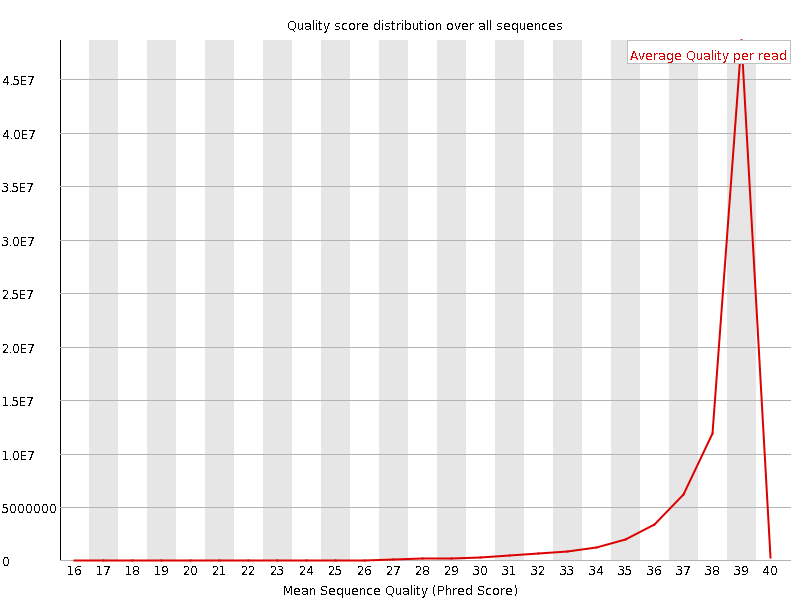 Quality score distribution over all sequences
Average Quality per read
4.5E7
4.0E7
3.5E7
3.0E7
2.5E7
2.0E7
1.5E7
1.0E7
5000000
0
16 17 18 19 20 21 22 23 24 25 26 27 28 29 30 31 32 33 34 35 36 37 38 39 40
Mean Sequence Quality (Phred Score)